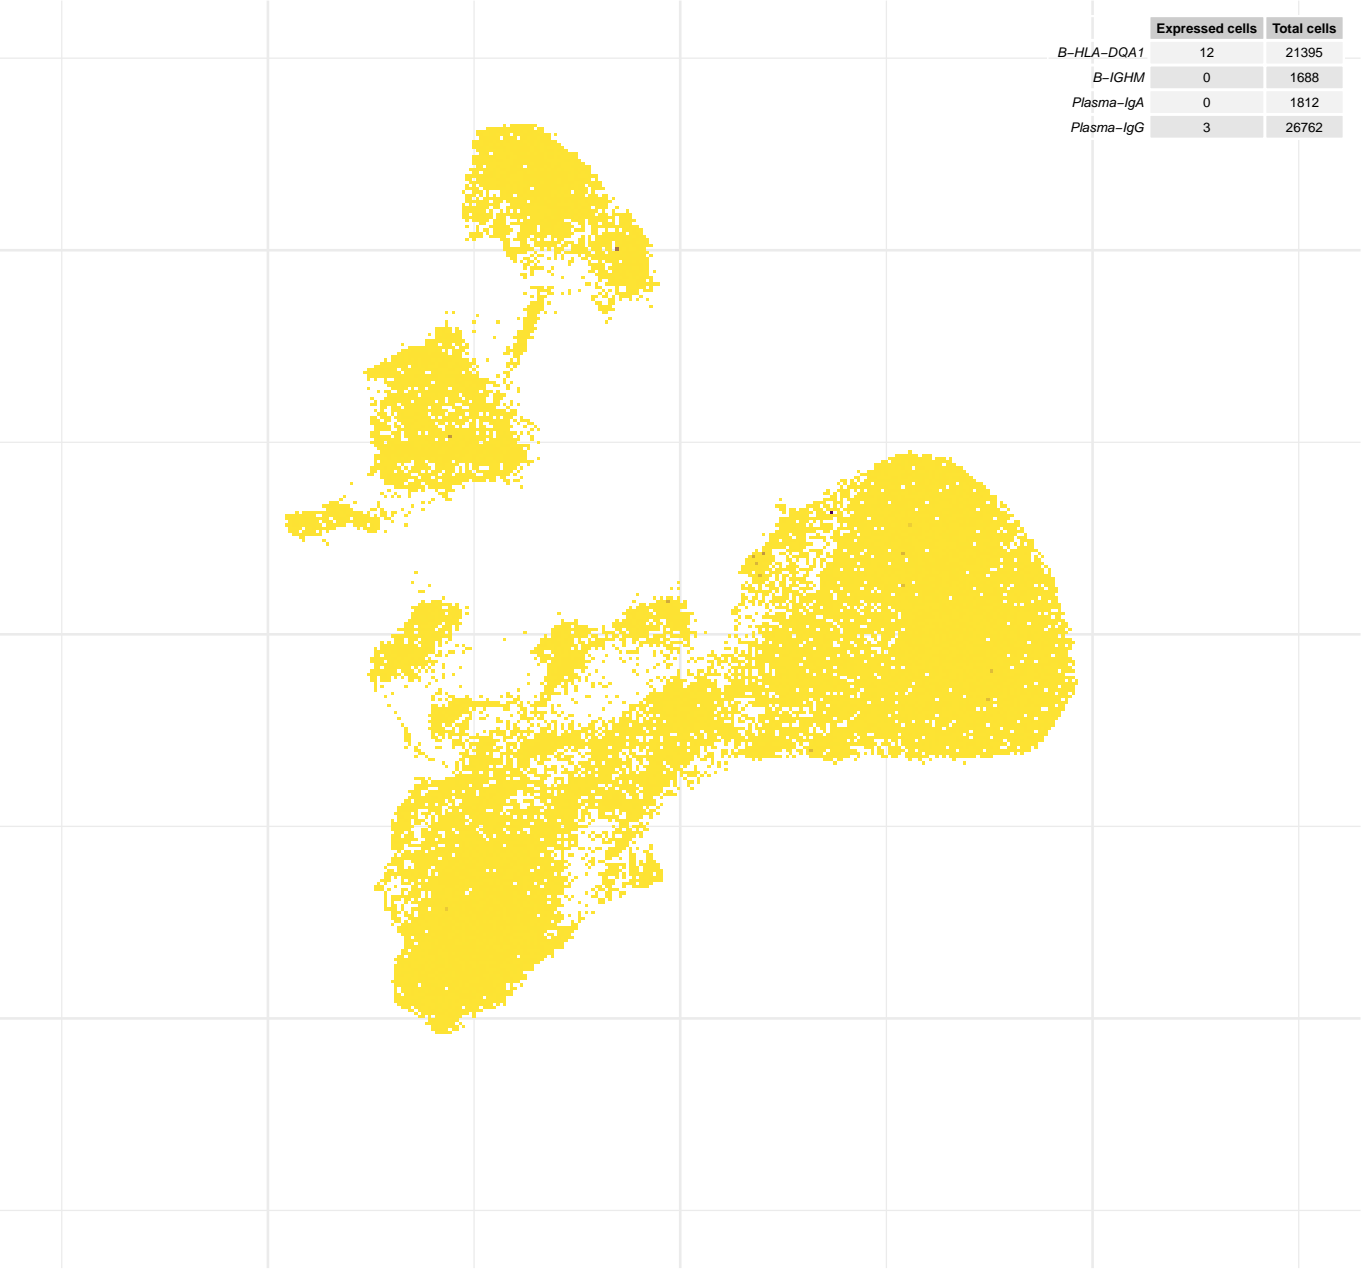 Expressed cells Total cells
B−HLA−DQA1 12 21395
B−IGHM 0 1688
Plasma−IgA 0 1812
Plasma−IgG 3 26762